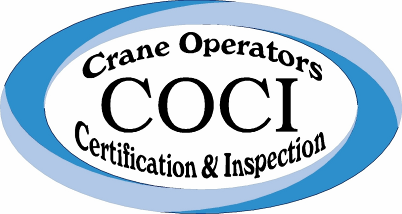 Crane Operators
COCI
Certification & Inspection